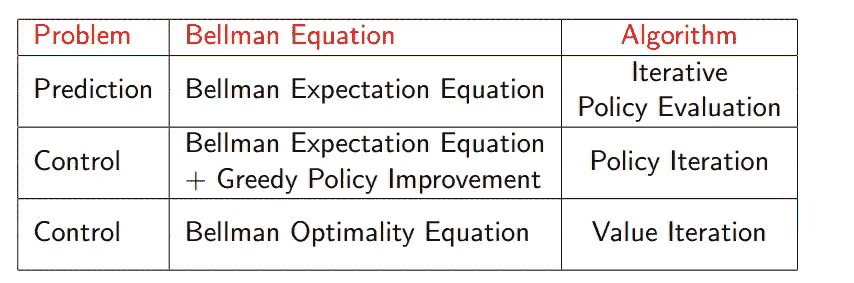 Problem Bellman Equation Algorithm
Prediction Bellman Expectation Equation Iterative
Policy Evaluation
Control Bellman Expectation Equation
+ Greedy Policy Improvement Policy Iteration
Control Bellman Optimality Equation Value Iteration